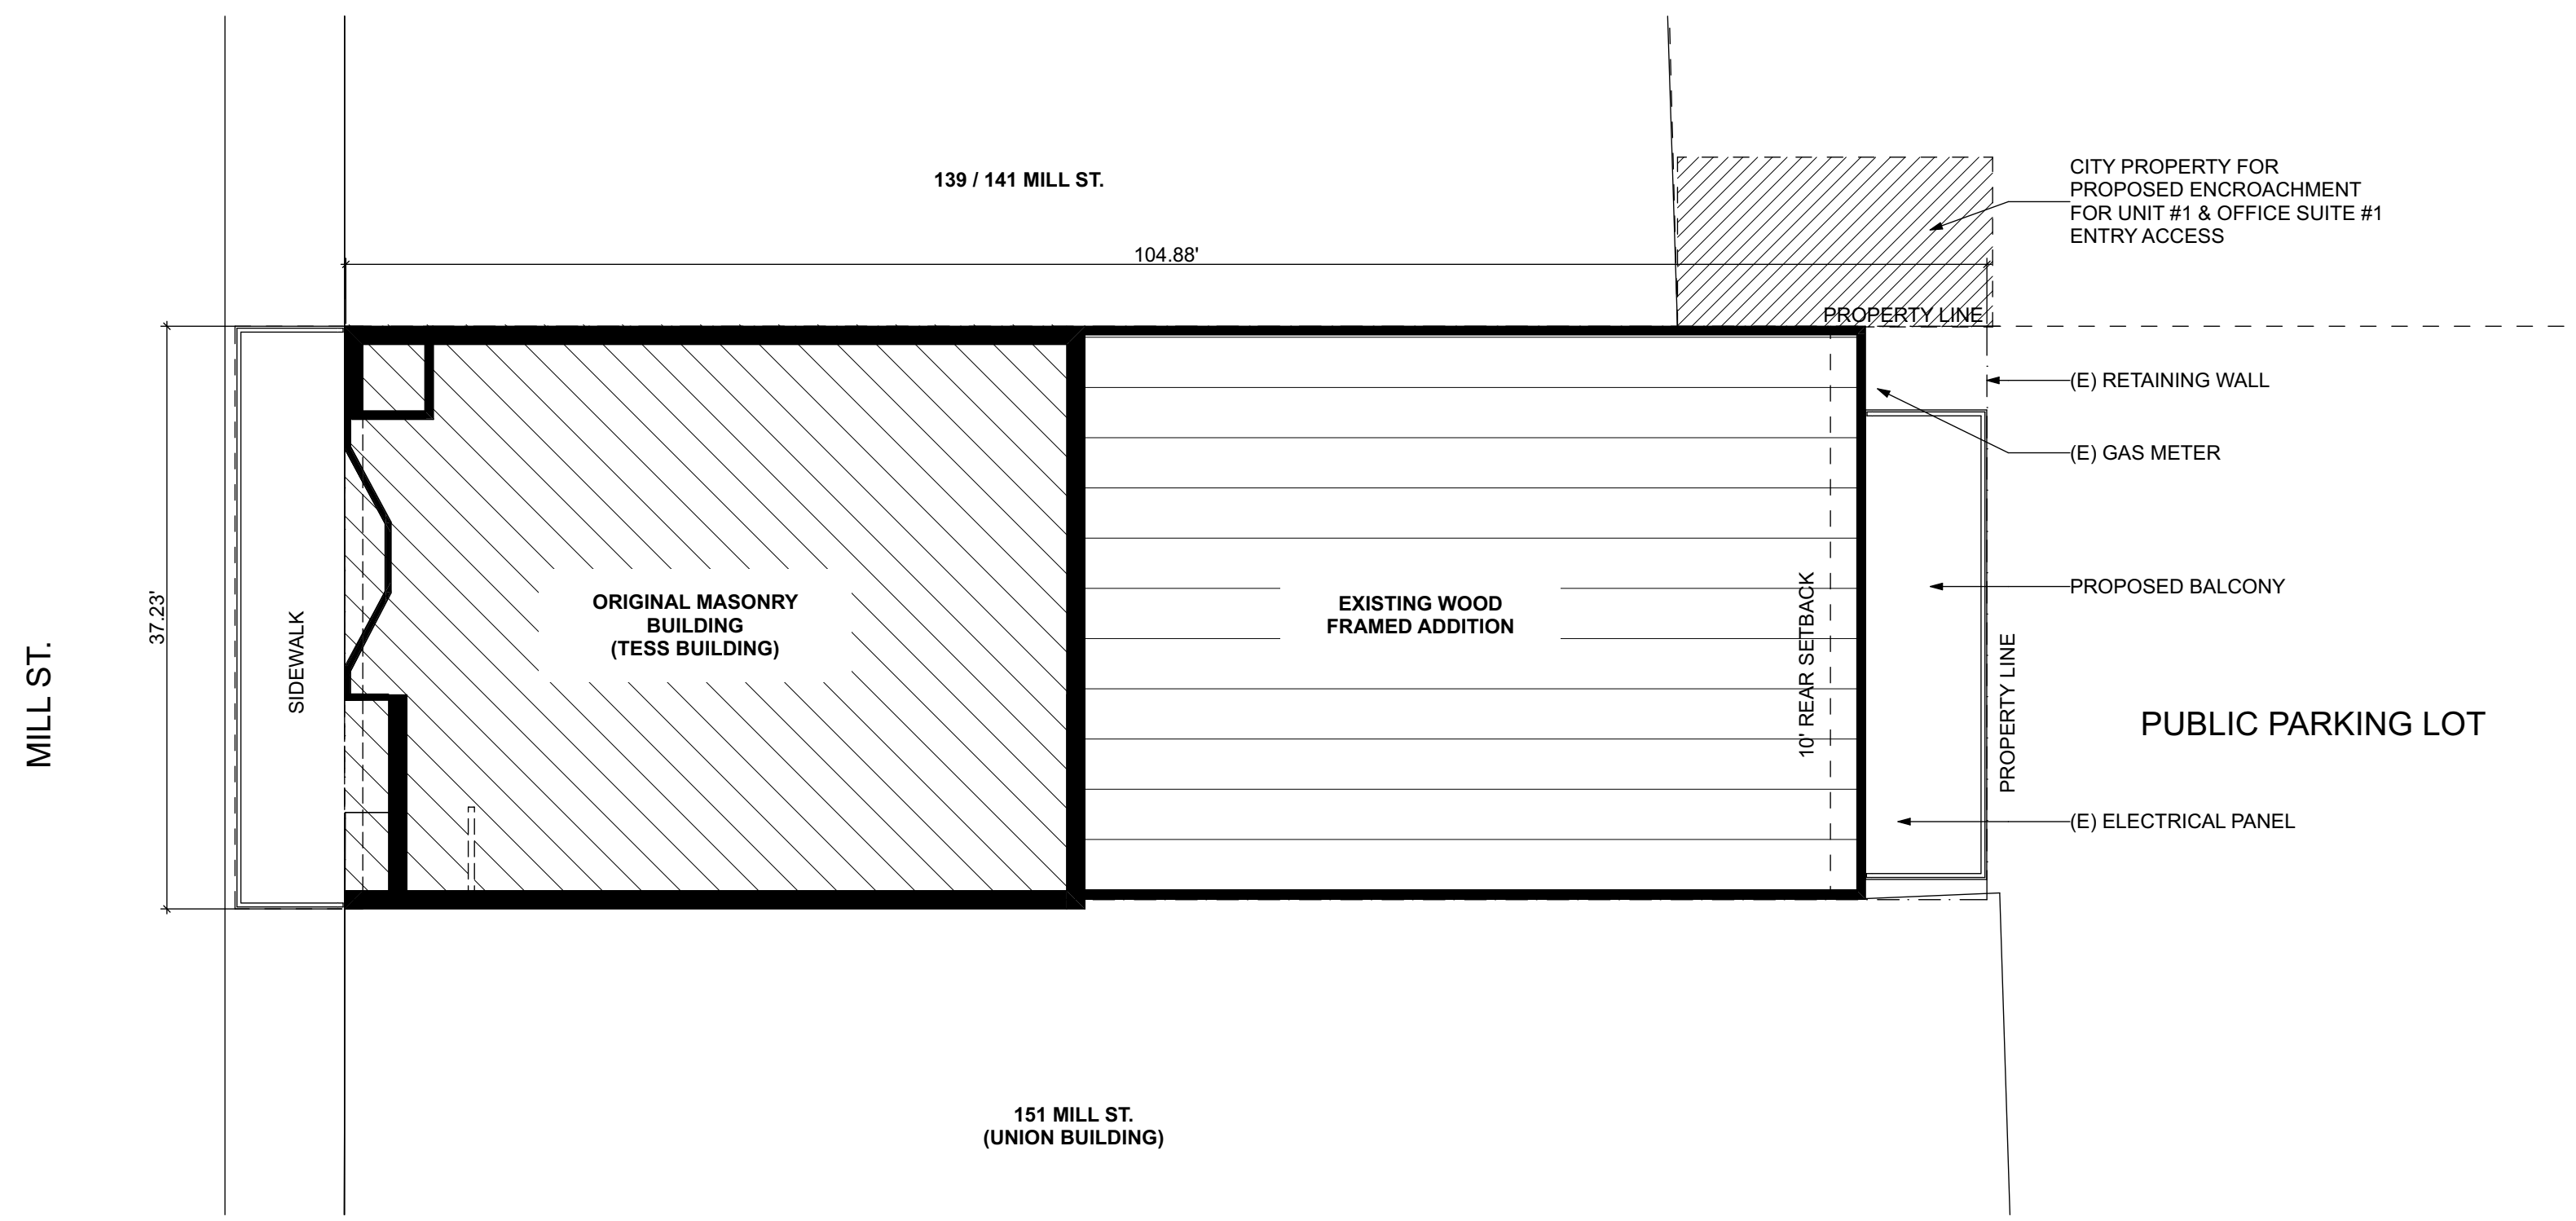 139 / 141 MILL ST.
CITY PROPERTY FOR
PROPOSED ENCROACHMENT
FOR UNIT #1 & OFFICE SUITE #1
ENTRY ACCESS
104.88'
PROPERTY LINE
(E) RETAINING WALL
(E) GAS METER
37.23'
MILL ST.
SIDEWALK
ORIGINAL MASONRY
BUILDING
(TESS BUILDING)
EXISTING WOOD
FRAMED ADDITION
10' REAR SETBACK
PROPOSED BALCONY
PROPERTY LINE
PUBLIC PARKING LOT
(E) ELECTRICAL PANEL
151 MILL ST.
(UNION BUILDING)